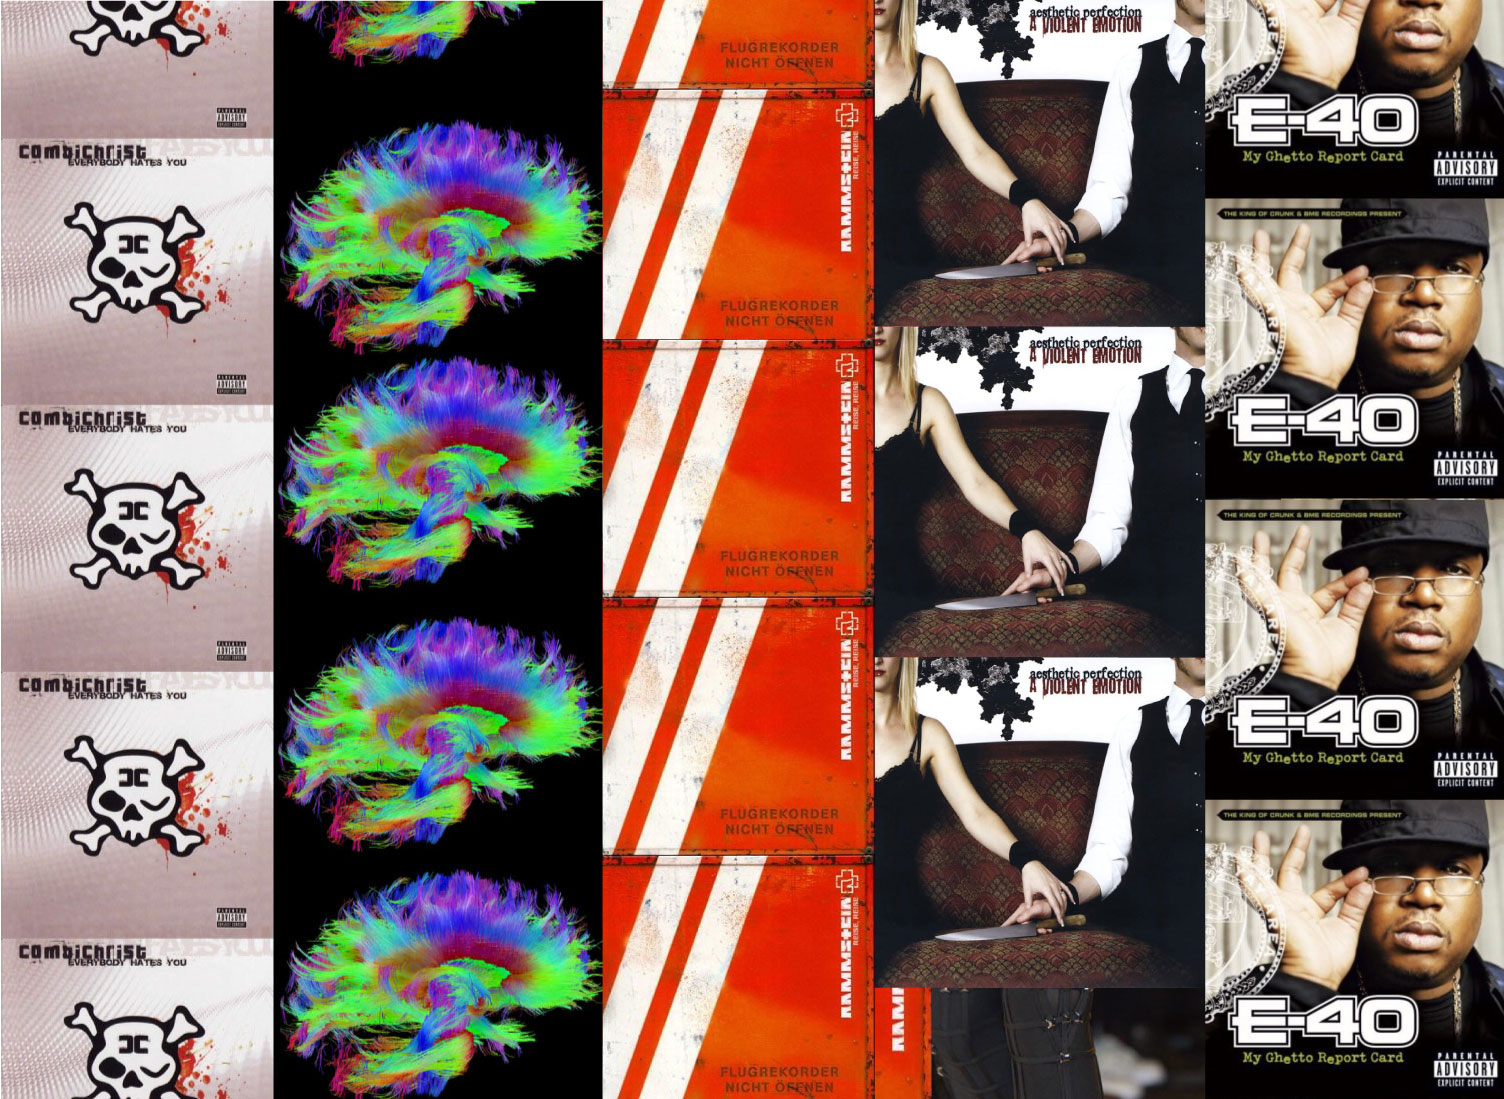 PARENTAL
ADVISORY
EXPLICIT CONTENT
combichrist
EVERYBODY HATES YOU
PARENTAL
ADVISORY
EXPLICIT CONTENT
combichrist
EVERYBODY HATES YOU
PARENTAL
ADVISORY
EXPLICIT CONTENT
combichrist
EVERYBODY HATES YOU
PARENTAL
ADVISORY
EXPLICIT CONTENT
combichrist
EVERYBODY HATES YOU
FLUGREKORDER
NICHT ÖFFNEN
RAMMSTEIN
REISE, REISE
FLUGREKORDER
NICHT ÖFFNEN
RAMMSTEIN
REISE, REISE
FLUGREKORDER
NICHT ÖFFNEN
RAMMSTEIN
REISE, REISE
FLUGREKORDER
NICHT ÖFFNEN
RAMMSTEIN
REISE, REISE
FLUGREKORDER
NICHT ÖFFNEN
aesthetic perfection
A VIOLENT EMOTION
aesthetic perfection
A VIOLENT EMOTION
aesthetic perfection
A VIOLENT EMOTION
AREA
E-40
My Ghetto Report Card
PARENTAL
ADVISORY
EXPLICIT CONTENT
THE KING OF CRUNK & BME RECORDINGS PRESENT
AREA
E-40
My Ghetto Report Card
PARENTAL
ADVISORY
EXPLICIT CONTENT
THE KING OF CRUNK & BME RECORDINGS PRESENT
AREA
E-40
My Ghetto Report Card
PARENTAL
ADVISORY
EXPLICIT CONTENT
THE KING OF CRUNK & BME RECORDINGS PRESENT
AREA
E-40
My Ghetto Report Card
PARENTAL
ADVISORY
EXPLICIT CONTENT